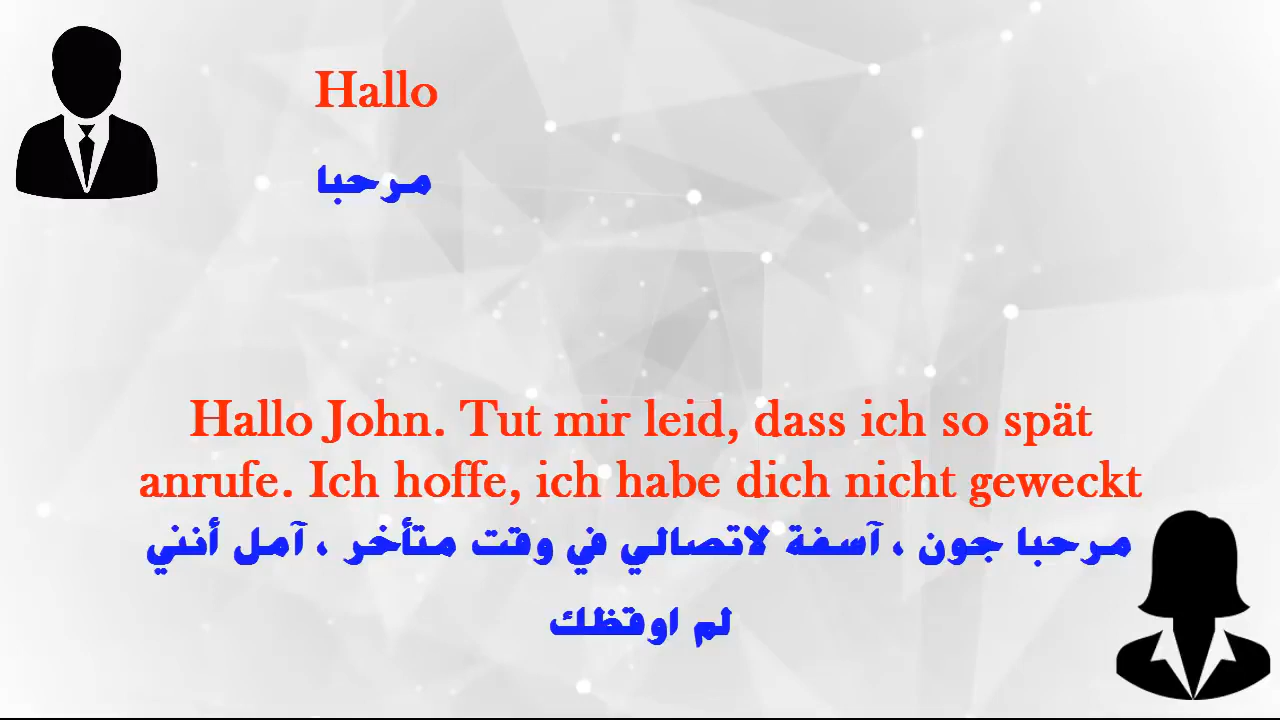 Hallo
مرحبا
Hallo John. Tut mir leid, dass ich so spät
anrufe. Ich hoffe, ich habe dich nicht geweckt
مرحبا جون ، آسفة لاتصالي في وقت متأخر ، آمل أنني
لم اوقظك